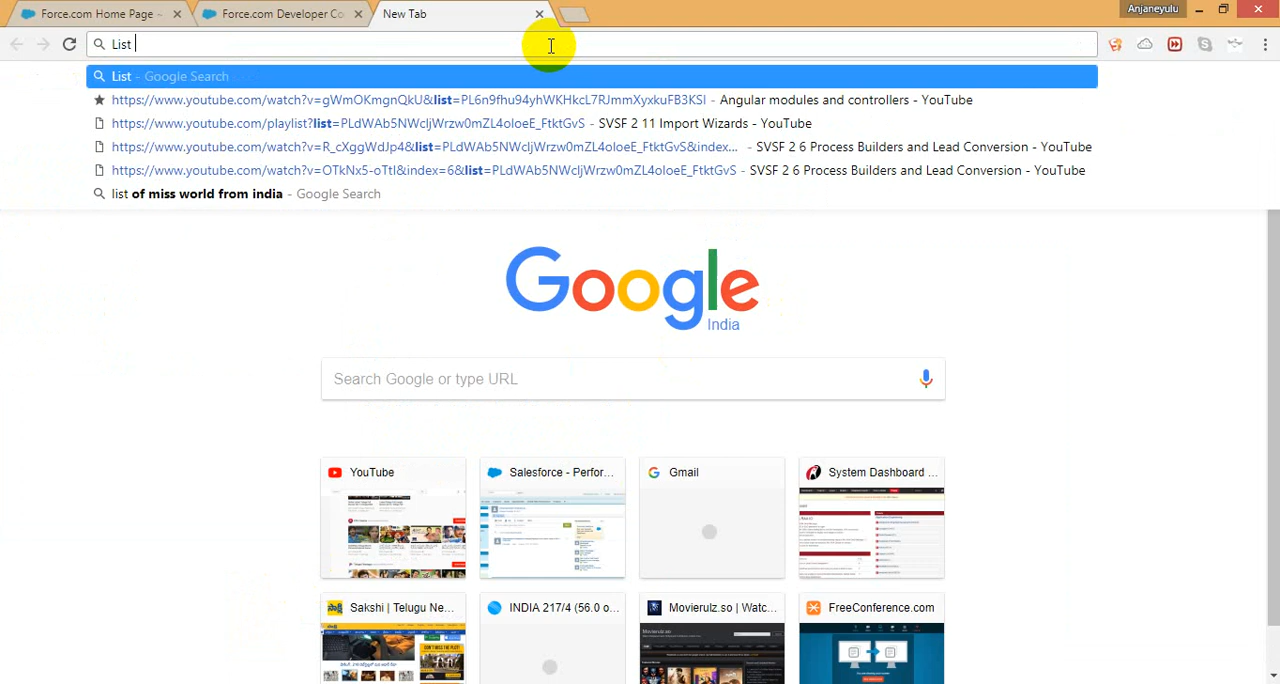 Force.com Home Page ~
Force.com Developer Co
New Tab
Anjaneyulu
List
List - Google Search
https://www.youtube.com/watch?v=gWmOKmgnQkU&list=PL6n9fhu94yhWKHkcL7RJmmXyxkuFB3KSl - Angular modules and controllers - YouTube
https://www.youtube.com/playlist?list=PLdWAb5NWcljWrzw0mZL4oloeE_FtktGvS - SVSF 2 11 Import Wizards - YouTube
https://www.youtube.com/watch?v=R_cXggWdJp4&list=PLdWAb5NWcljWrzw0mZL4oloeE_FtktGvS&index... - SVSF 2 6 Process Builders and Lead Conversion - YouTube
https://www.youtube.com/watch?v=OTkNx5-oTtI&index=6&list=PLdWAb5NWcljWrzw0mZL4oloeE_FtktGvS - SVSF 2 6 Process Builders and Lead Conversion - YouTube
list of miss world from india - Google Search
Google
India
Search Google or type URL
YouTube
Salesforce - Perfor...
Gmail
System Dashboard ...
Sakshi | Telugu Ne...
INDIA 217/4 (56.0 o...
Movierulz.so | Watc...
FreeConference.com